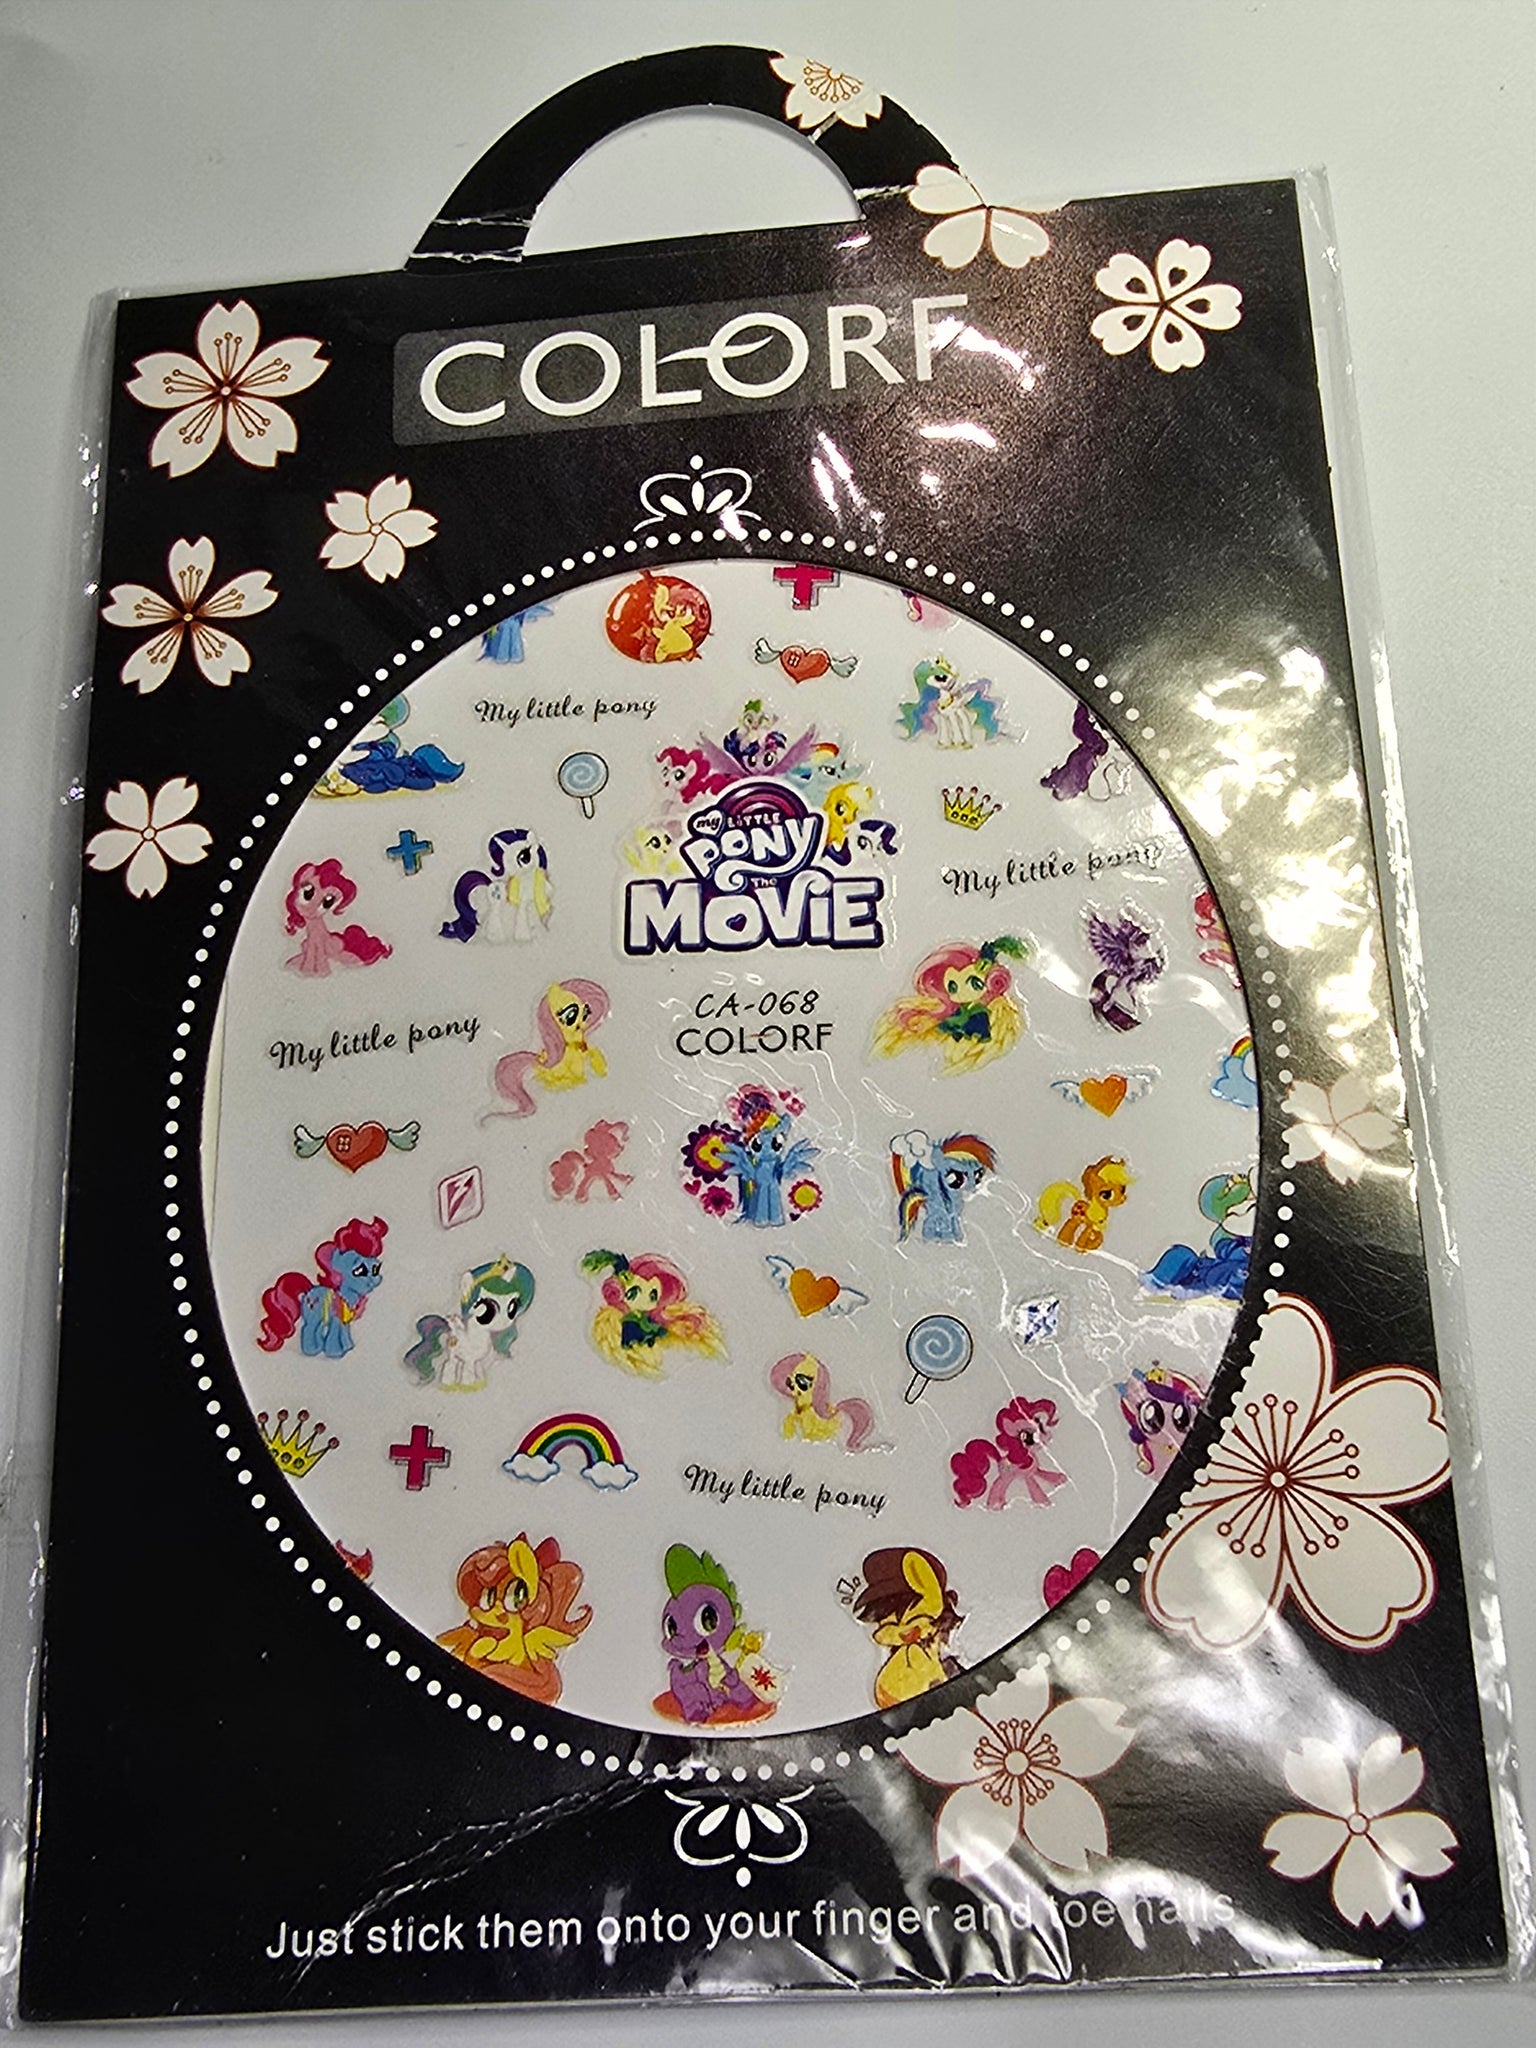 COLORF
My little pony
my LITTLE
PONY
THE
MOVIE
My little pony
CA-068
COLORF
My little pony
My little pony
Just stick them onto your finger and toe nails